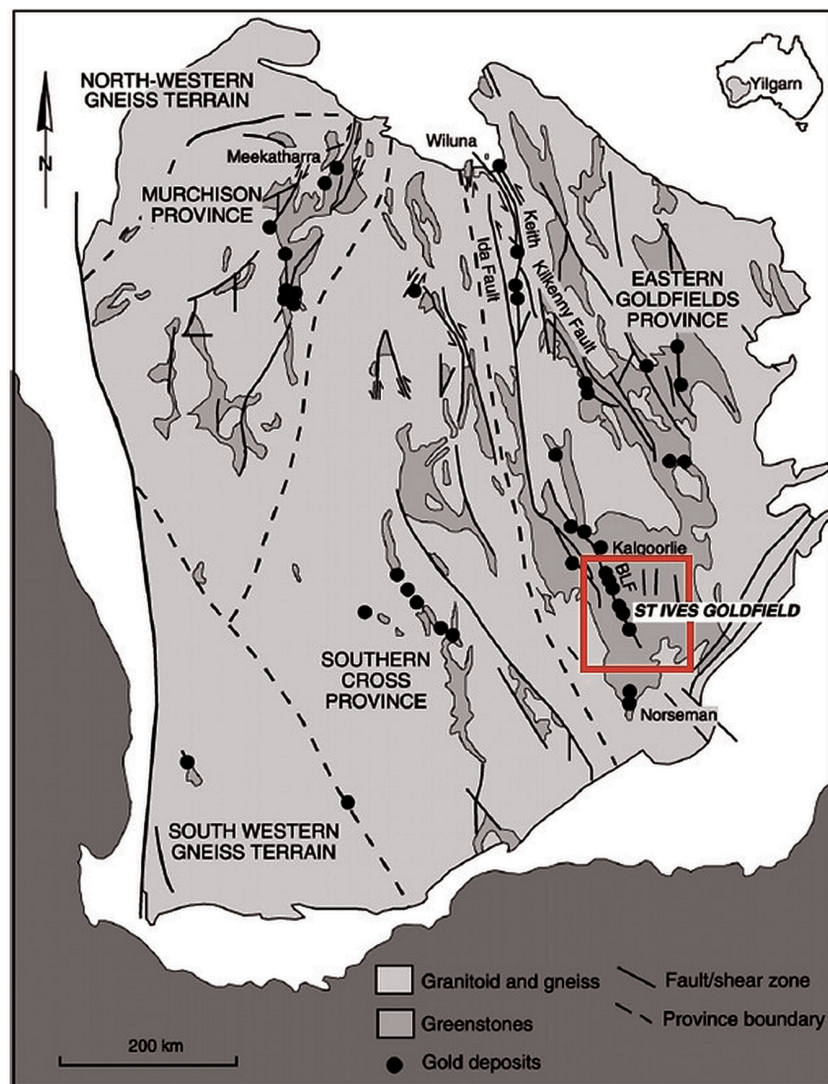 NORTH-WESTERN
GNEISS TERRAIN
Yilgarn
N
Wiluna
Meekatharra
MURCHISON
PROVINCE
Keith
Kilkenny Fault
Ida Fault
EASTERN
GOLDFIELDS
PROVINCE
Kalgoorlie
BLF
ST IVES GOLDFIELD
SOUTHERN
CROSS
PROVINCE
Norseman
SOUTH WESTERN
GNEISS TERRAIN
Granitoid and gneiss
Fault/shear zone
Greenstones
Province boundary
200 km
Gold deposits